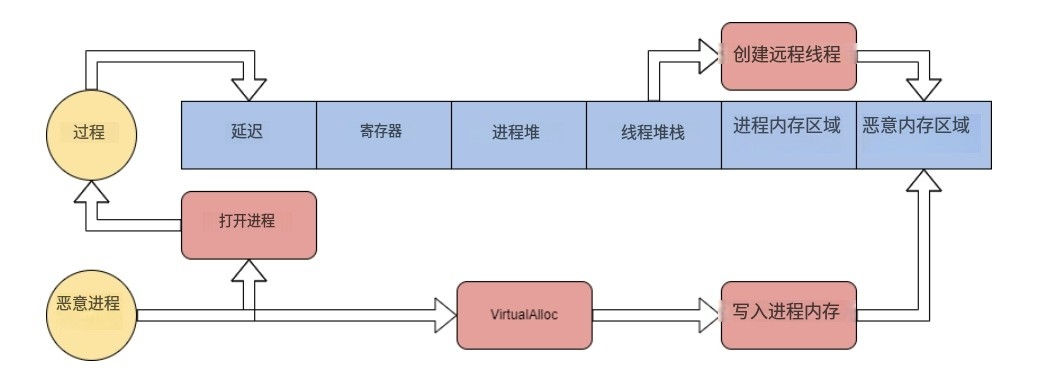 创建远程线程
过程
延迟
寄存器
进程堆
线程堆栈
进程内存区域
恶意内存区域
打开进程
恶意进程
VirtualAlloc
写入进程内存